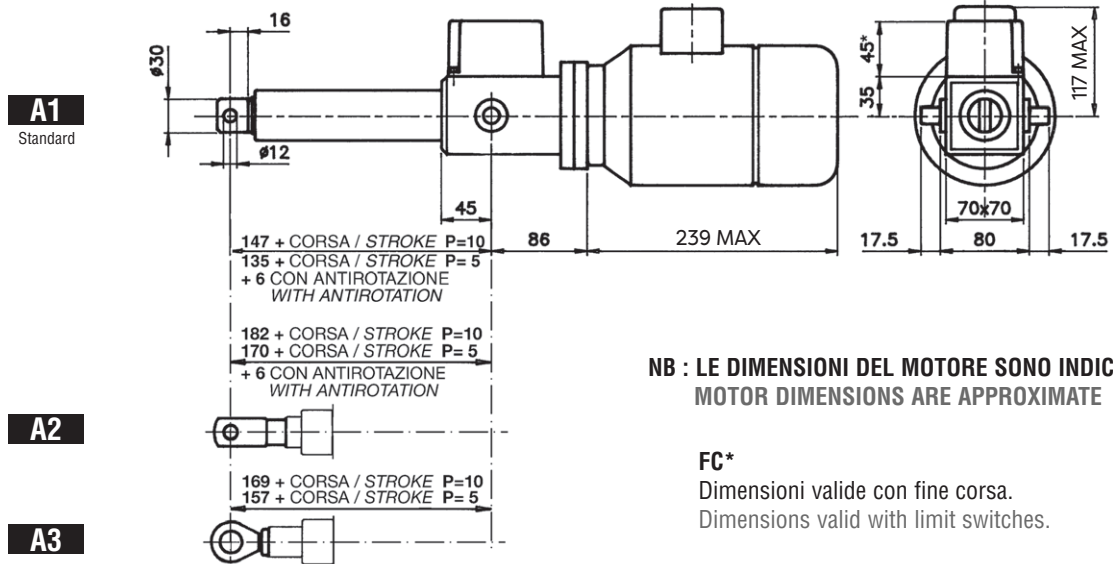 16
ø30
45*
117 MAX
35
A1
Standard
ø12
45
70x70
147 + CORSA / STROKE P=10
86
239 MAX
17.5
80
17.5
135 + CORSA / STROKE P= 5
+ 6 CON ANTIROTAZIONE
WITH ANTIROTATION
182 + CORSA / STROKE P=10
170 + CORSA / STROKE P= 5
+ 6 CON ANTIROTAZIONE
WITH ANTIROTATION
NB : LE DIMENSIONI DEL MOTORE SONO INDIC
MOTOR DIMENSIONS ARE APPROXIMATE
A2
FC*
Dimensioni valide con fine corsa.
Dimensions valid with limit switches.
169 + CORSA / STROKE P=10
157 + CORSA / STROKE P= 5
A3